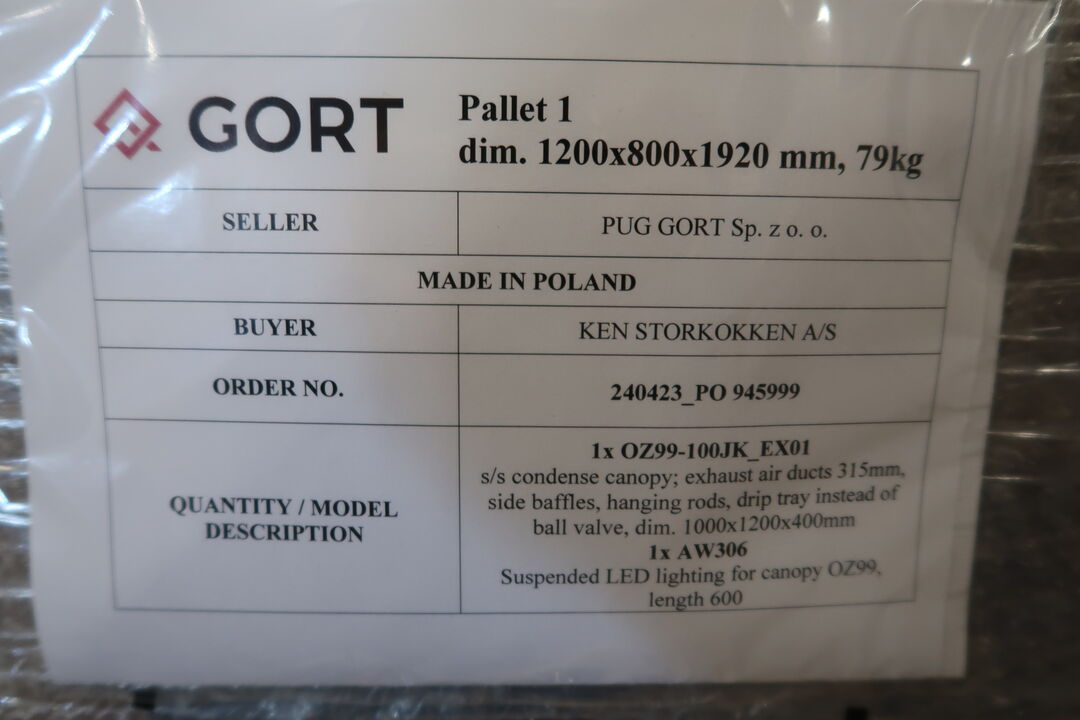 GORT
Pallet 1
dim. 1200x800x1920 mm, 79kg
SELLER
PUG GORT Sp. z o. o.
MADE IN POLAND
BUYER
KEN STORKOKKEN A/S
ORDER NO.
240423_PO 945999
QUANTITY / MODEL
DESCRIPTION
1x OZ99-100JK_EX01
s/s condense canopy; exhaust air ducts 315mm,
side baffles, hanging rods, drip tray instead of
ball valve, dim. 1000x1200x400mm
1x AW306
Suspended LED lighting for canopy OZ99,
length 600